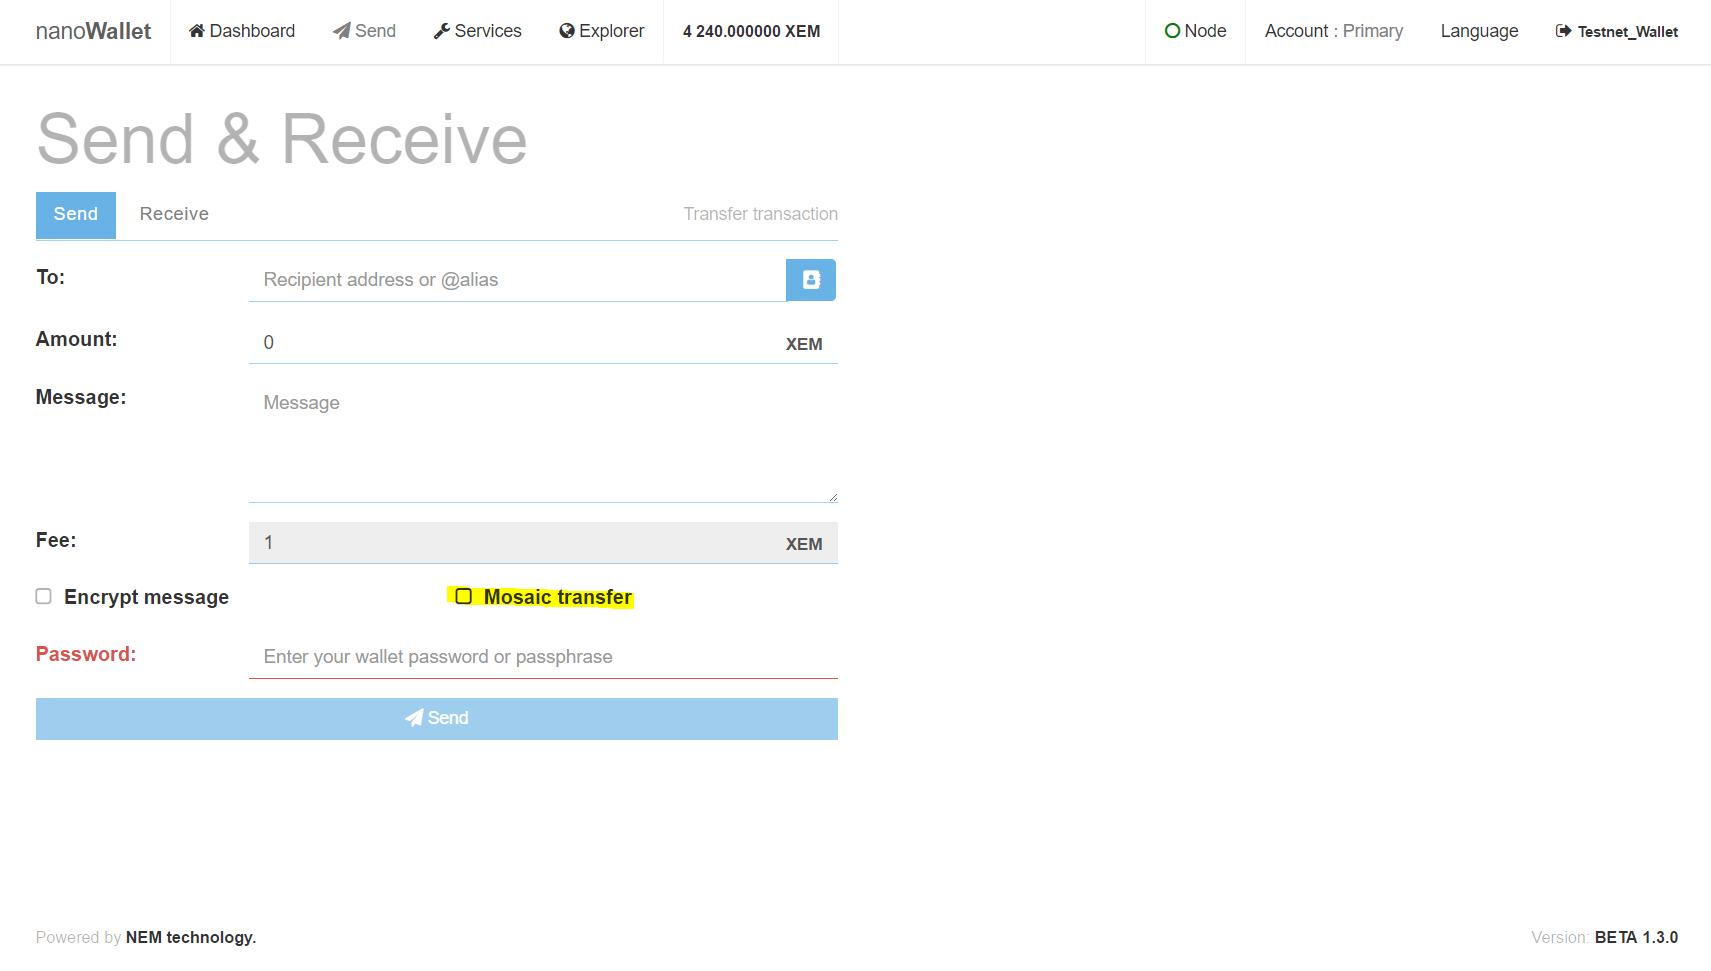 nanoWallet Dashboard Send Services Explorer 4 240.000000 XEM Node Account : Primary Language Testnet_Wallet
Send & Receive
Send Receive Transfer transaction
To: Recipient address or @alias
Amount: 0 XEM
Message: Message
Fee: 1 XEM
Encrypt message Mosaic transfer
Password: Enter your wallet password or passphrase
Send
Powered by NEM technology. Version: BETA 1.3.0